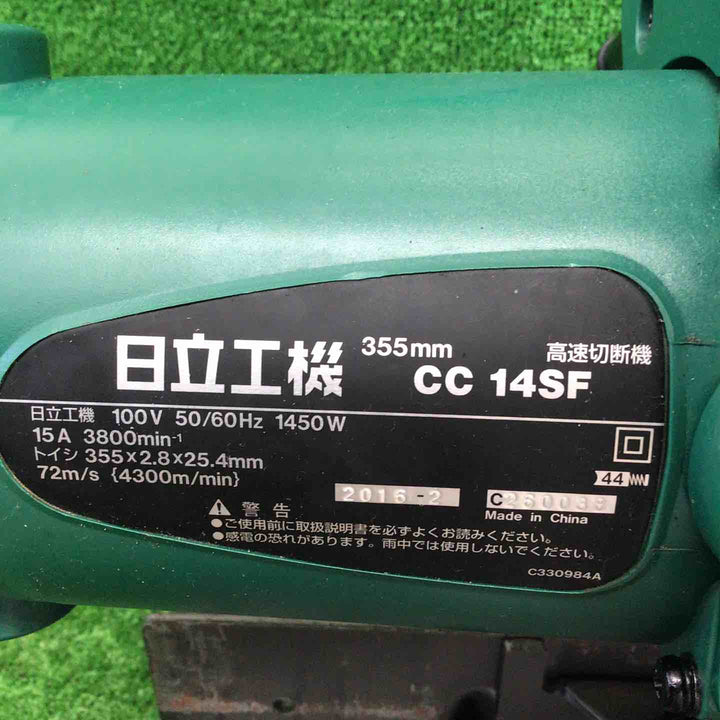 日立工機 355mm 高速切断機
CC 14SF
日立工機 100V 50/60Hz 1450W
15A 3800min⁻¹
トイシ 355×2.8×25.4mm
72m/s {4300m/min}
44
2016-2
Made in China
警告
●ご使用前に取扱説明書を必ずよくお読みください。
●感電の恐れがあります。雨中では使用しないでください。
C330984A